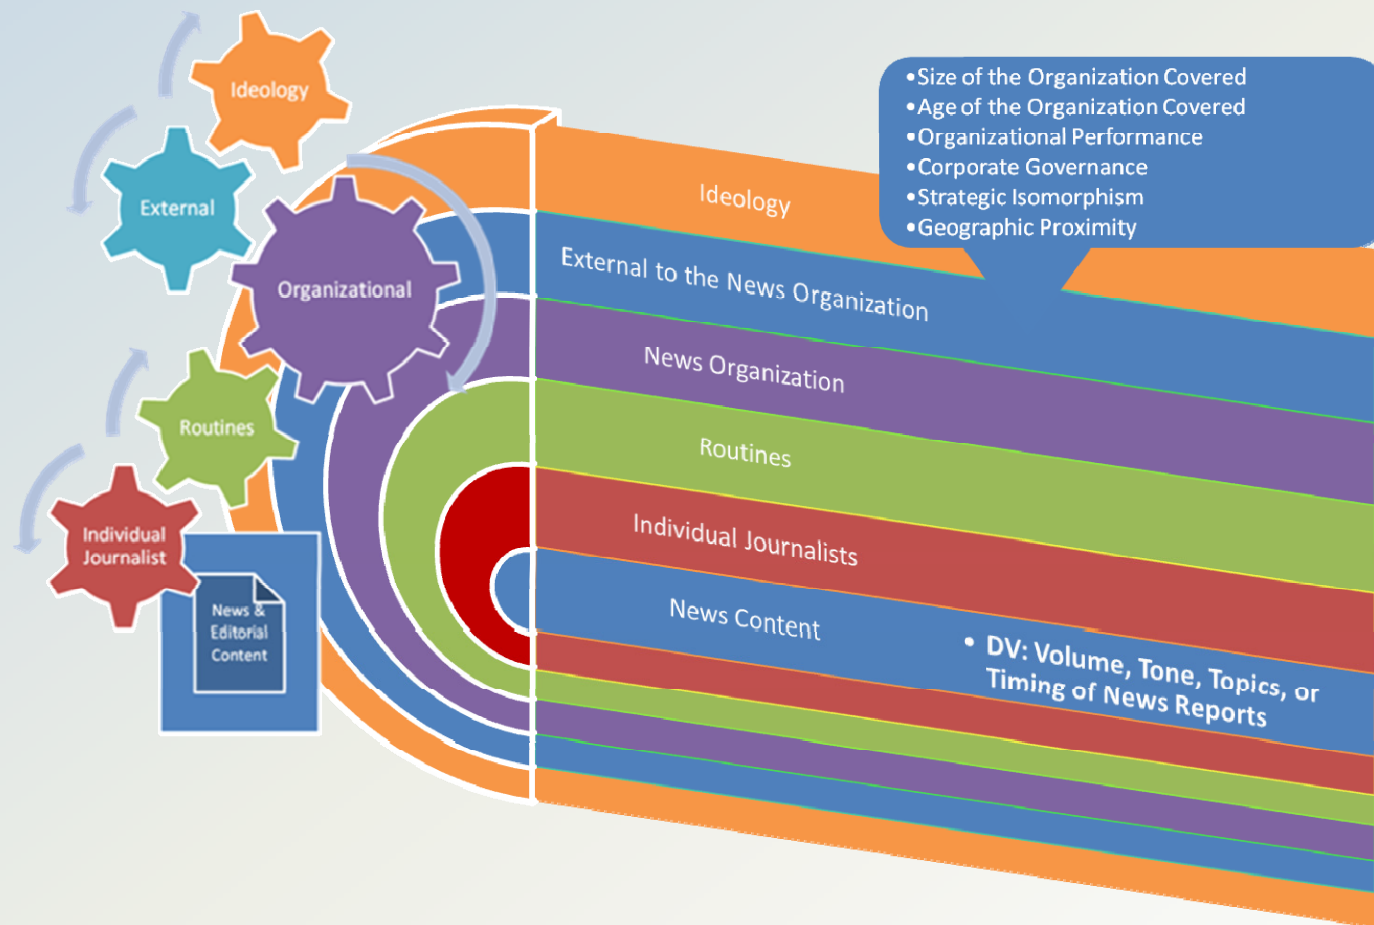 Ideology
External
Organizational
Routines
Individual
Journalist
News &
Editorial
Content
•Size of the Organization Covered
•Age of the Organization Covered
•Organizational Performance
•Corporate Governance
•Strategic Isomorphism
•Geographic Proximity
Ideology
External to the News Organization
News Organization
Routines
Individual Journalists
News Content
• DV: Volume, Tone, Topics, or
Timing of News Reports